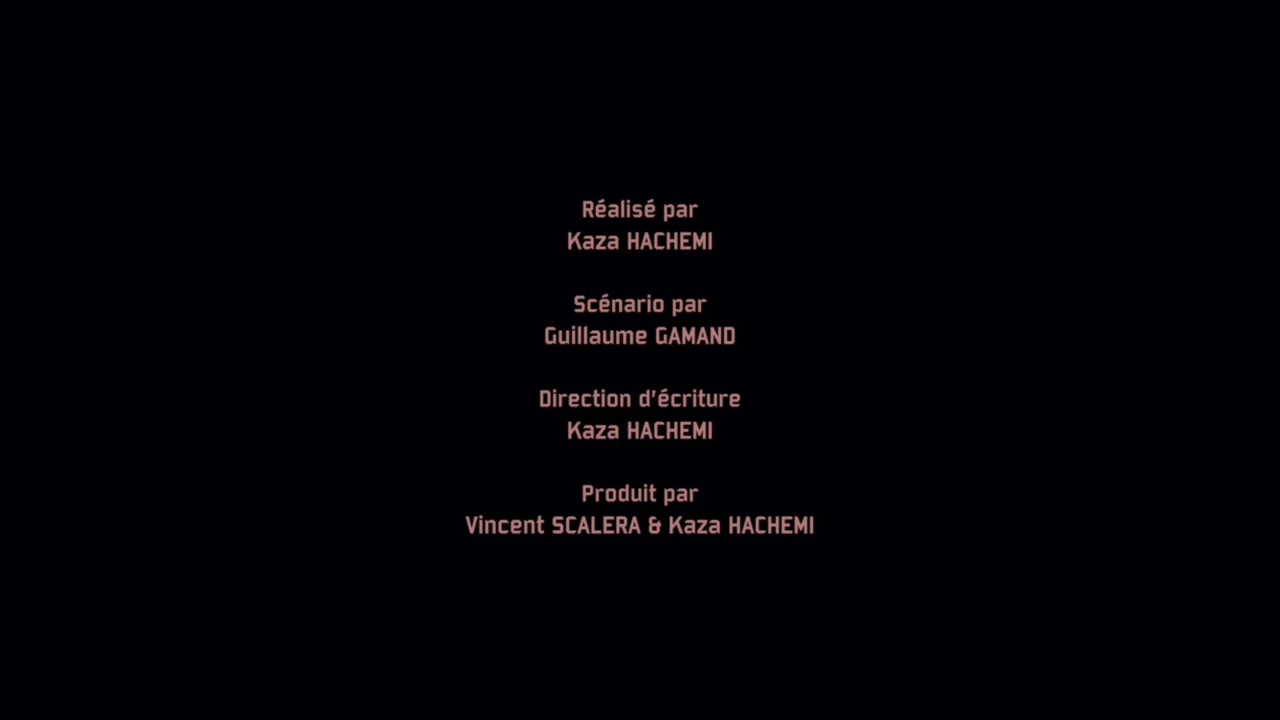 Réalisé par
Kaza HACHEMI
Scénario par
Guillaume GAMAND
Direction d'écriture
Kaza HACHEMI
Produit par
Vincent SCALERA & Kaza HACHEMI